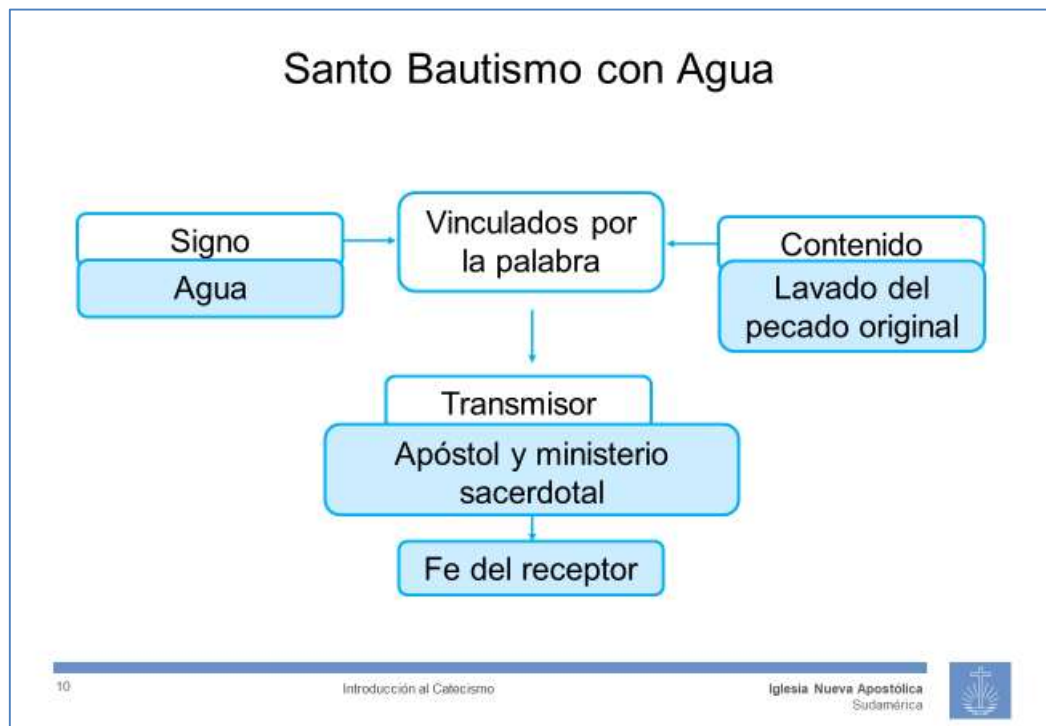 Santo Bautismo con Agua
Signo
Agua
Vinculados por
la palabra
Contenido
Lavado del
pecado original
Transmisor
Apóstol y ministerio
sacerdotal
Fe del receptor
10
Introducción al Catecismo
Iglesia Nueva Apostólica
Sudamérica